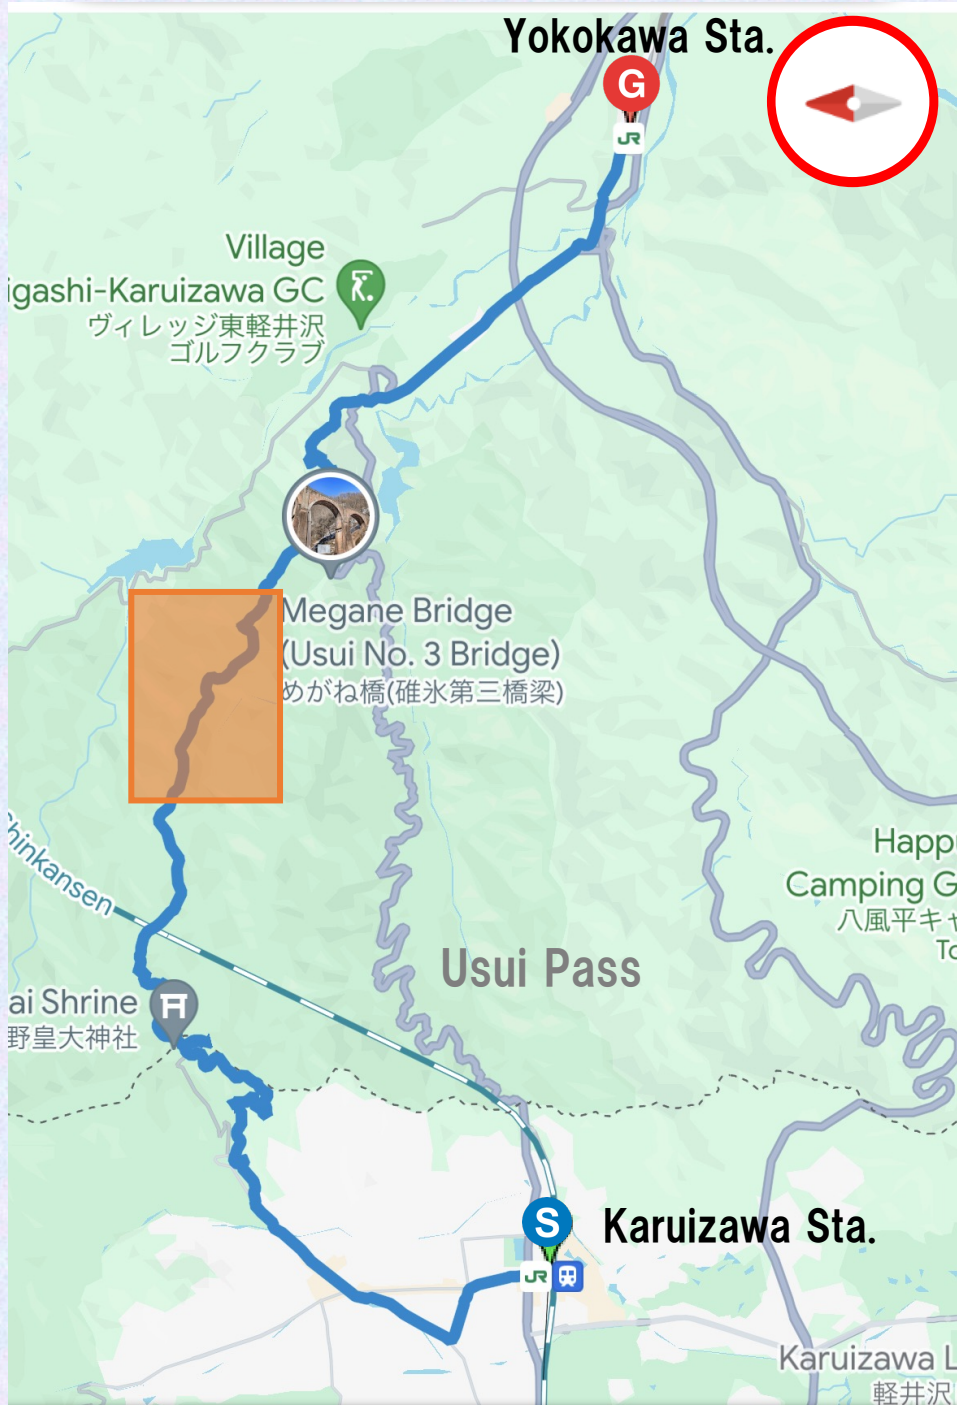 Yokokawa Sta.
G
JR
Village
igashi-Karuizawa GC
ヴィレッジ東軽井沢
ゴルフクラブ
Megane Bridge
(Usui No. 3 Bridge)
めがね橋(碓氷第三橋梁)
Shinkansen
Happu
Camping G
八風平キャ
To
Usui Pass
ai Shrine
野皇大神社
S
Karuizawa Sta.
JR
Karuizawa L
軽井沢